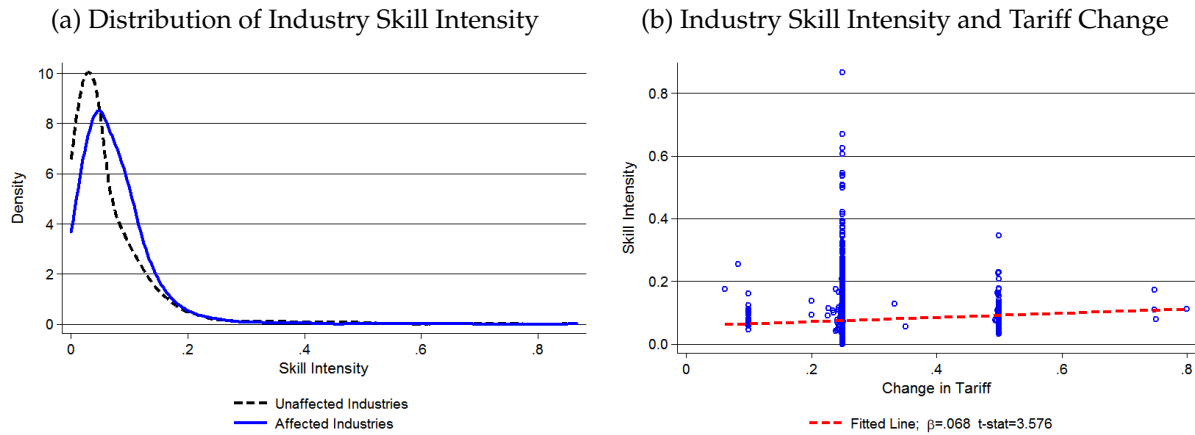 (a) Distribution of Industry Skill Intensity
10
8
6
4
2
0
Density
0 .2 .4 .6 .8
Skill Intensity
Unaffected Industries
Affected Industries
(b) Industry Skill Intensity and Tariff Change
0.8
0.6
0.4
0.2
0.0
Skill Intensity
0 .2 .4 .6 .8
Change in Tariff
Fitted Line; β=.068 t-stat=3.576